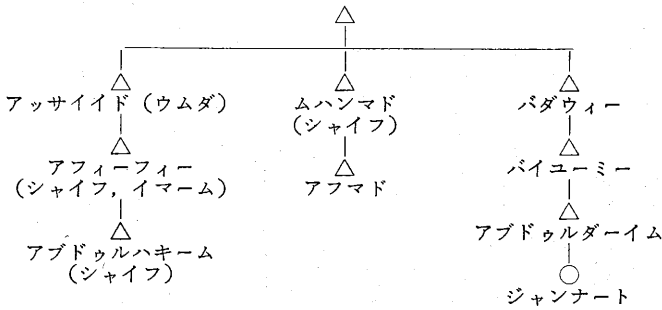 アッサイイド（ウムダ）
ムハンマド
（シャイフ）
バダウィー
アフィーフィー
（シャイフ，イマーム）
アフマド
バイユーミー
アブドゥルハキーム
（シャイフ）
アブドゥルダーイム
ジャンナート